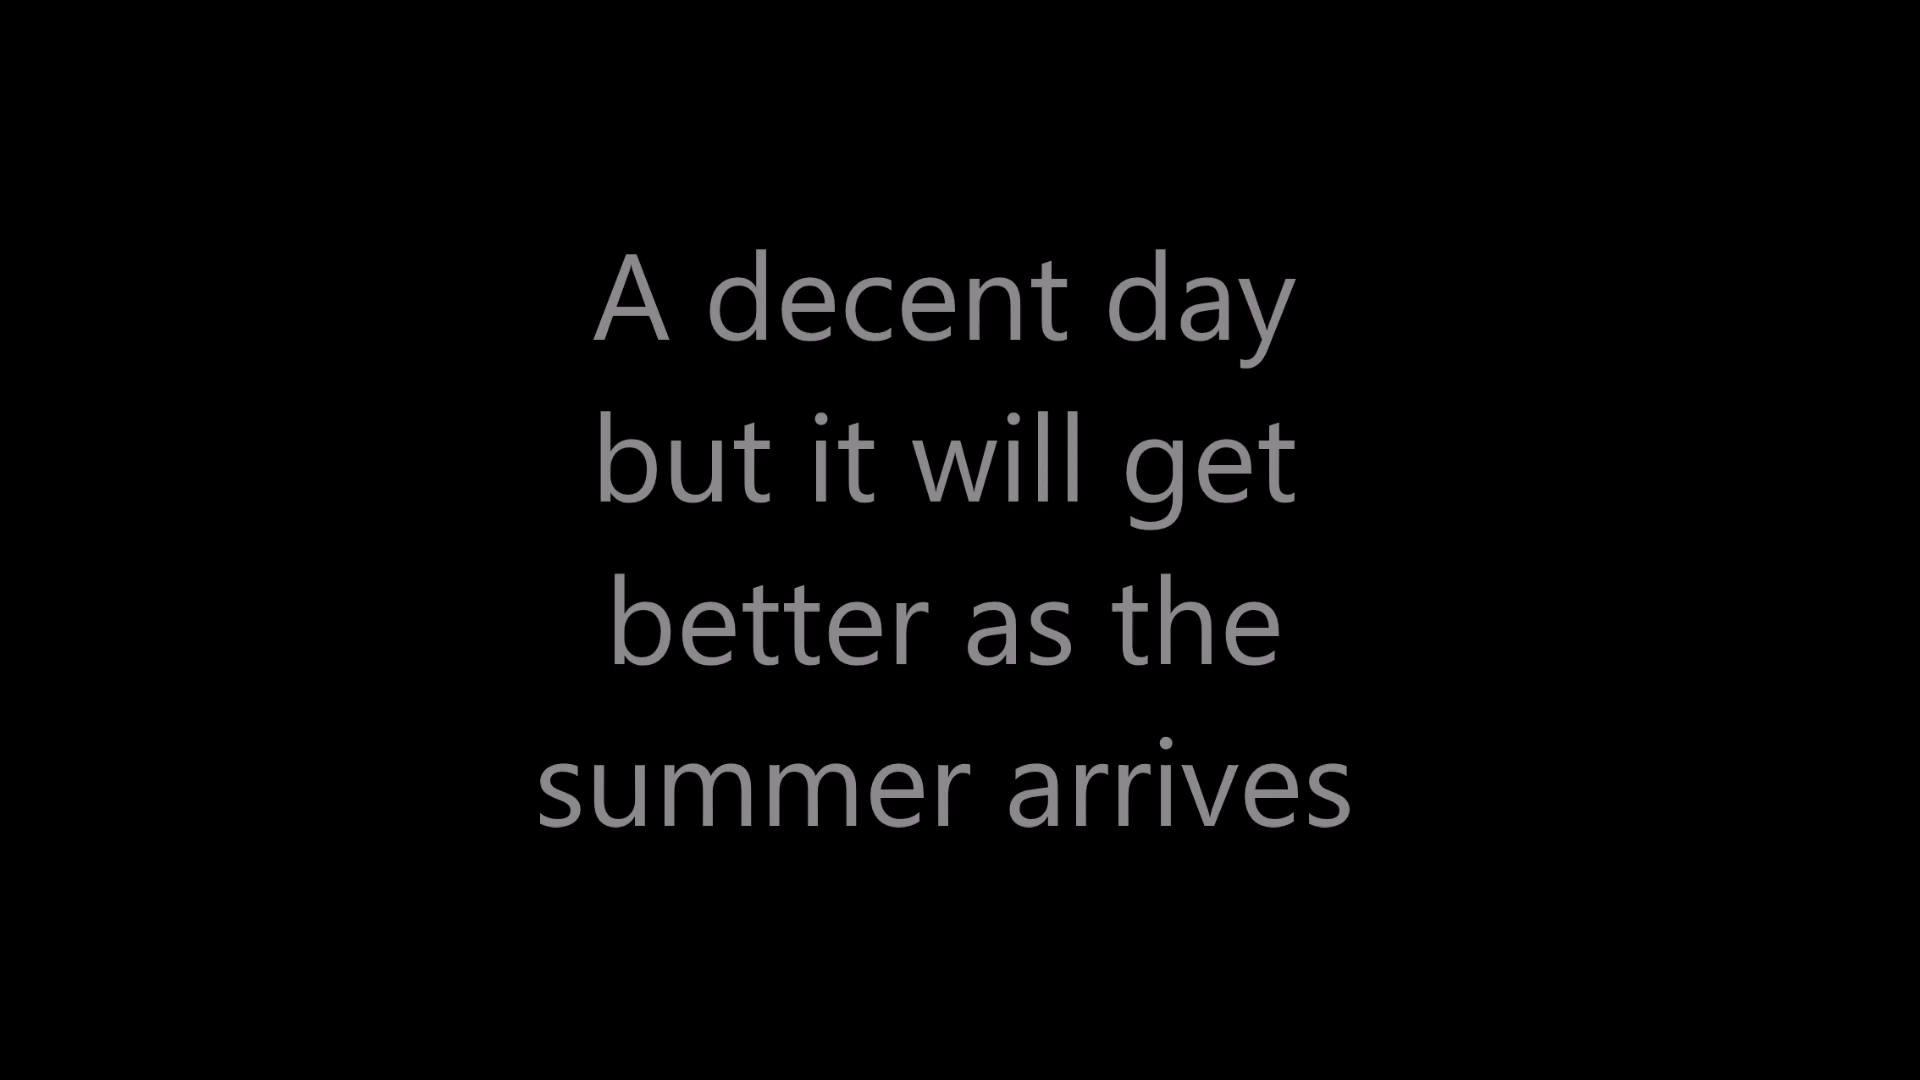 A decent day
but it will get
better as the
summer arrives